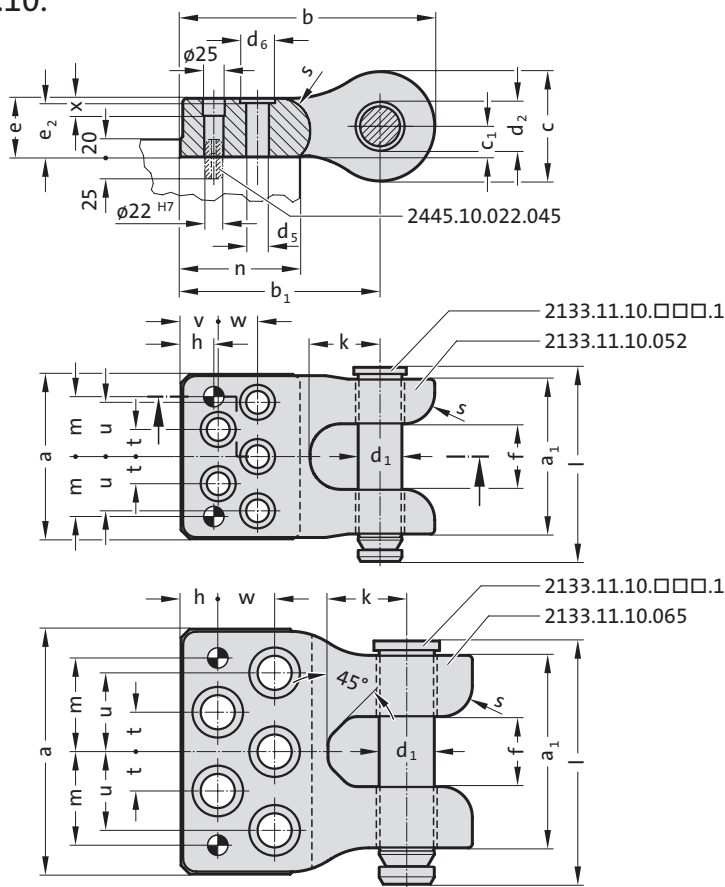 .10.
b
d6
ø25
s
x
e
e2
20
25
c1
d2
c
ø22 H7
d5
2445.10.022.045
n
b1
2133.11.10.□□□.1
2133.11.10.052
v
w
h
k
s
a
m
u
t
t
u
m
d1
f
a1
l
2133.11.10.□□□.1
2133.11.10.065
h
w
k
45°
s
a
m
u
t
t
u
m
d1
f
a1
l